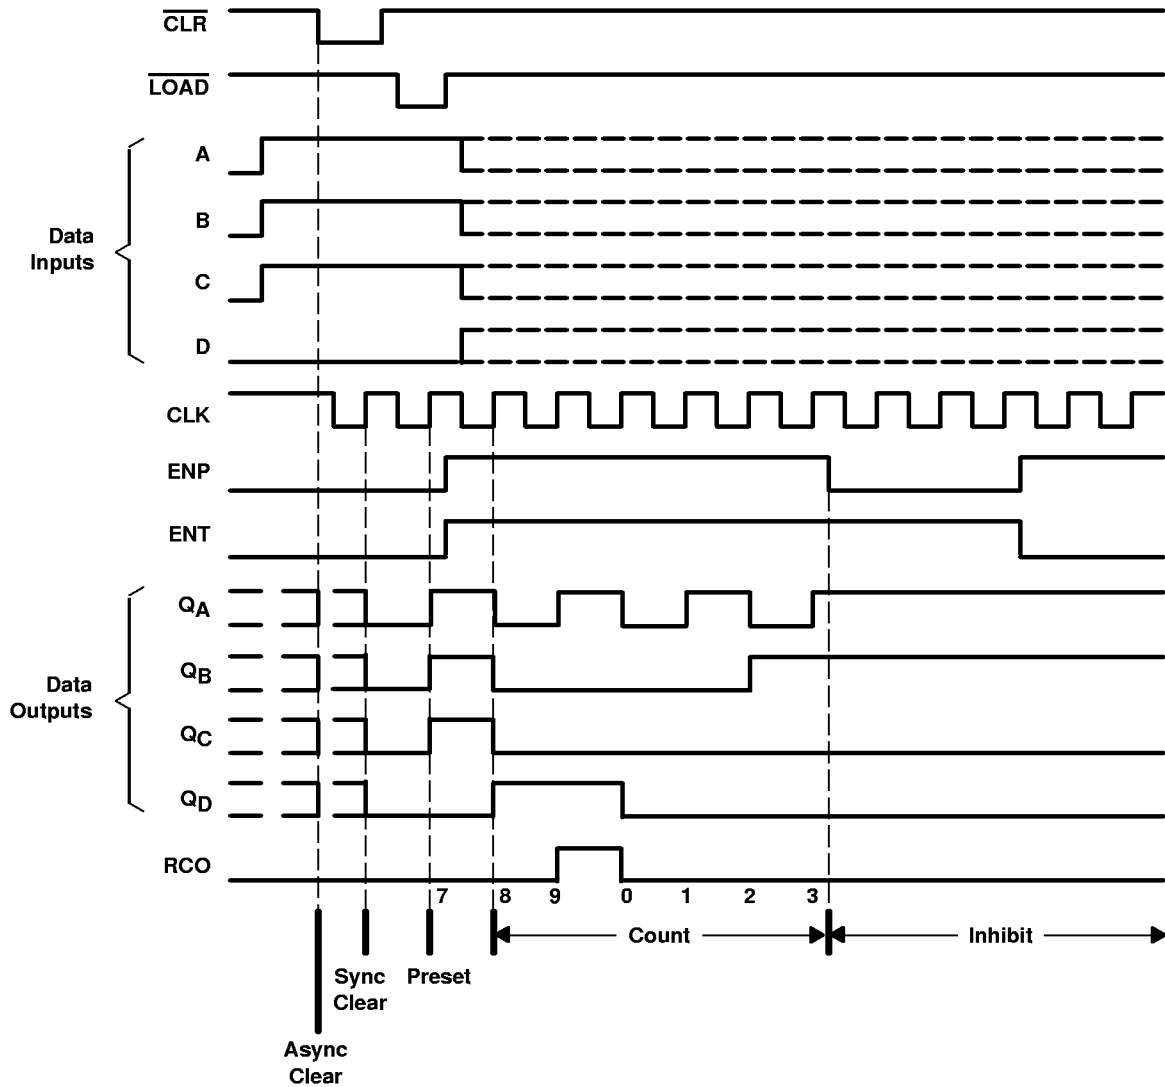 CLR
LOAD
A
B
Data
Inputs
C
D
CLK
ENP
ENT
QA
QB
Data
Outputs
QC
QD
RCO
7 8 9 0 1 2 3
Count Inhibit
Sync
Clear
Preset
Async
Clear